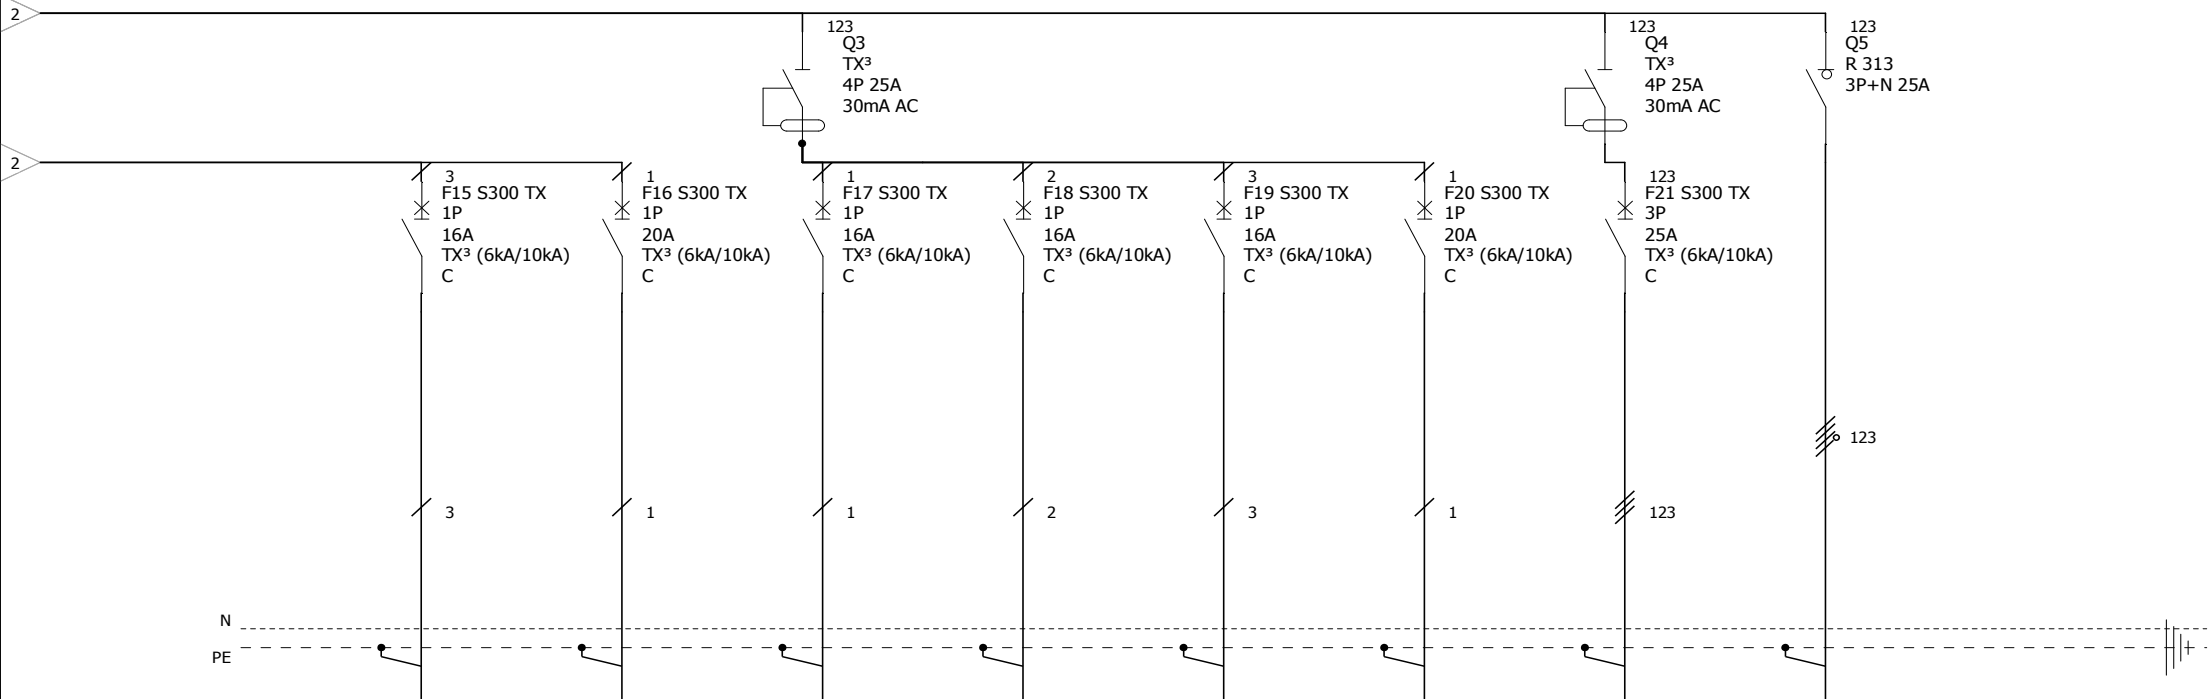 2
123
Q3
TX³
4P 25A
30mA AC
123
Q4
TX³
4P 25A
30mA AC
123
Q5
R 313
3P+N 25A
2
3
F15 S300 TX
1P
16A
TX³ (6kA/10kA)
C
1
F16 S300 TX
1P
20A
TX³ (6kA/10kA)
C
1
F17 S300 TX
1P
16A
TX³ (6kA/10kA)
C
2
F18 S300 TX
1P
16A
TX³ (6kA/10kA)
C
3
F19 S300 TX
1P
16A
TX³ (6kA/10kA)
C
1
F20 S300 TX
1P
20A
TX³ (6kA/10kA)
C
123
F21 S300 TX
3P
25A
TX³ (6kA/10kA)
C
123
3
1
1
2
3
1
123
N
PE